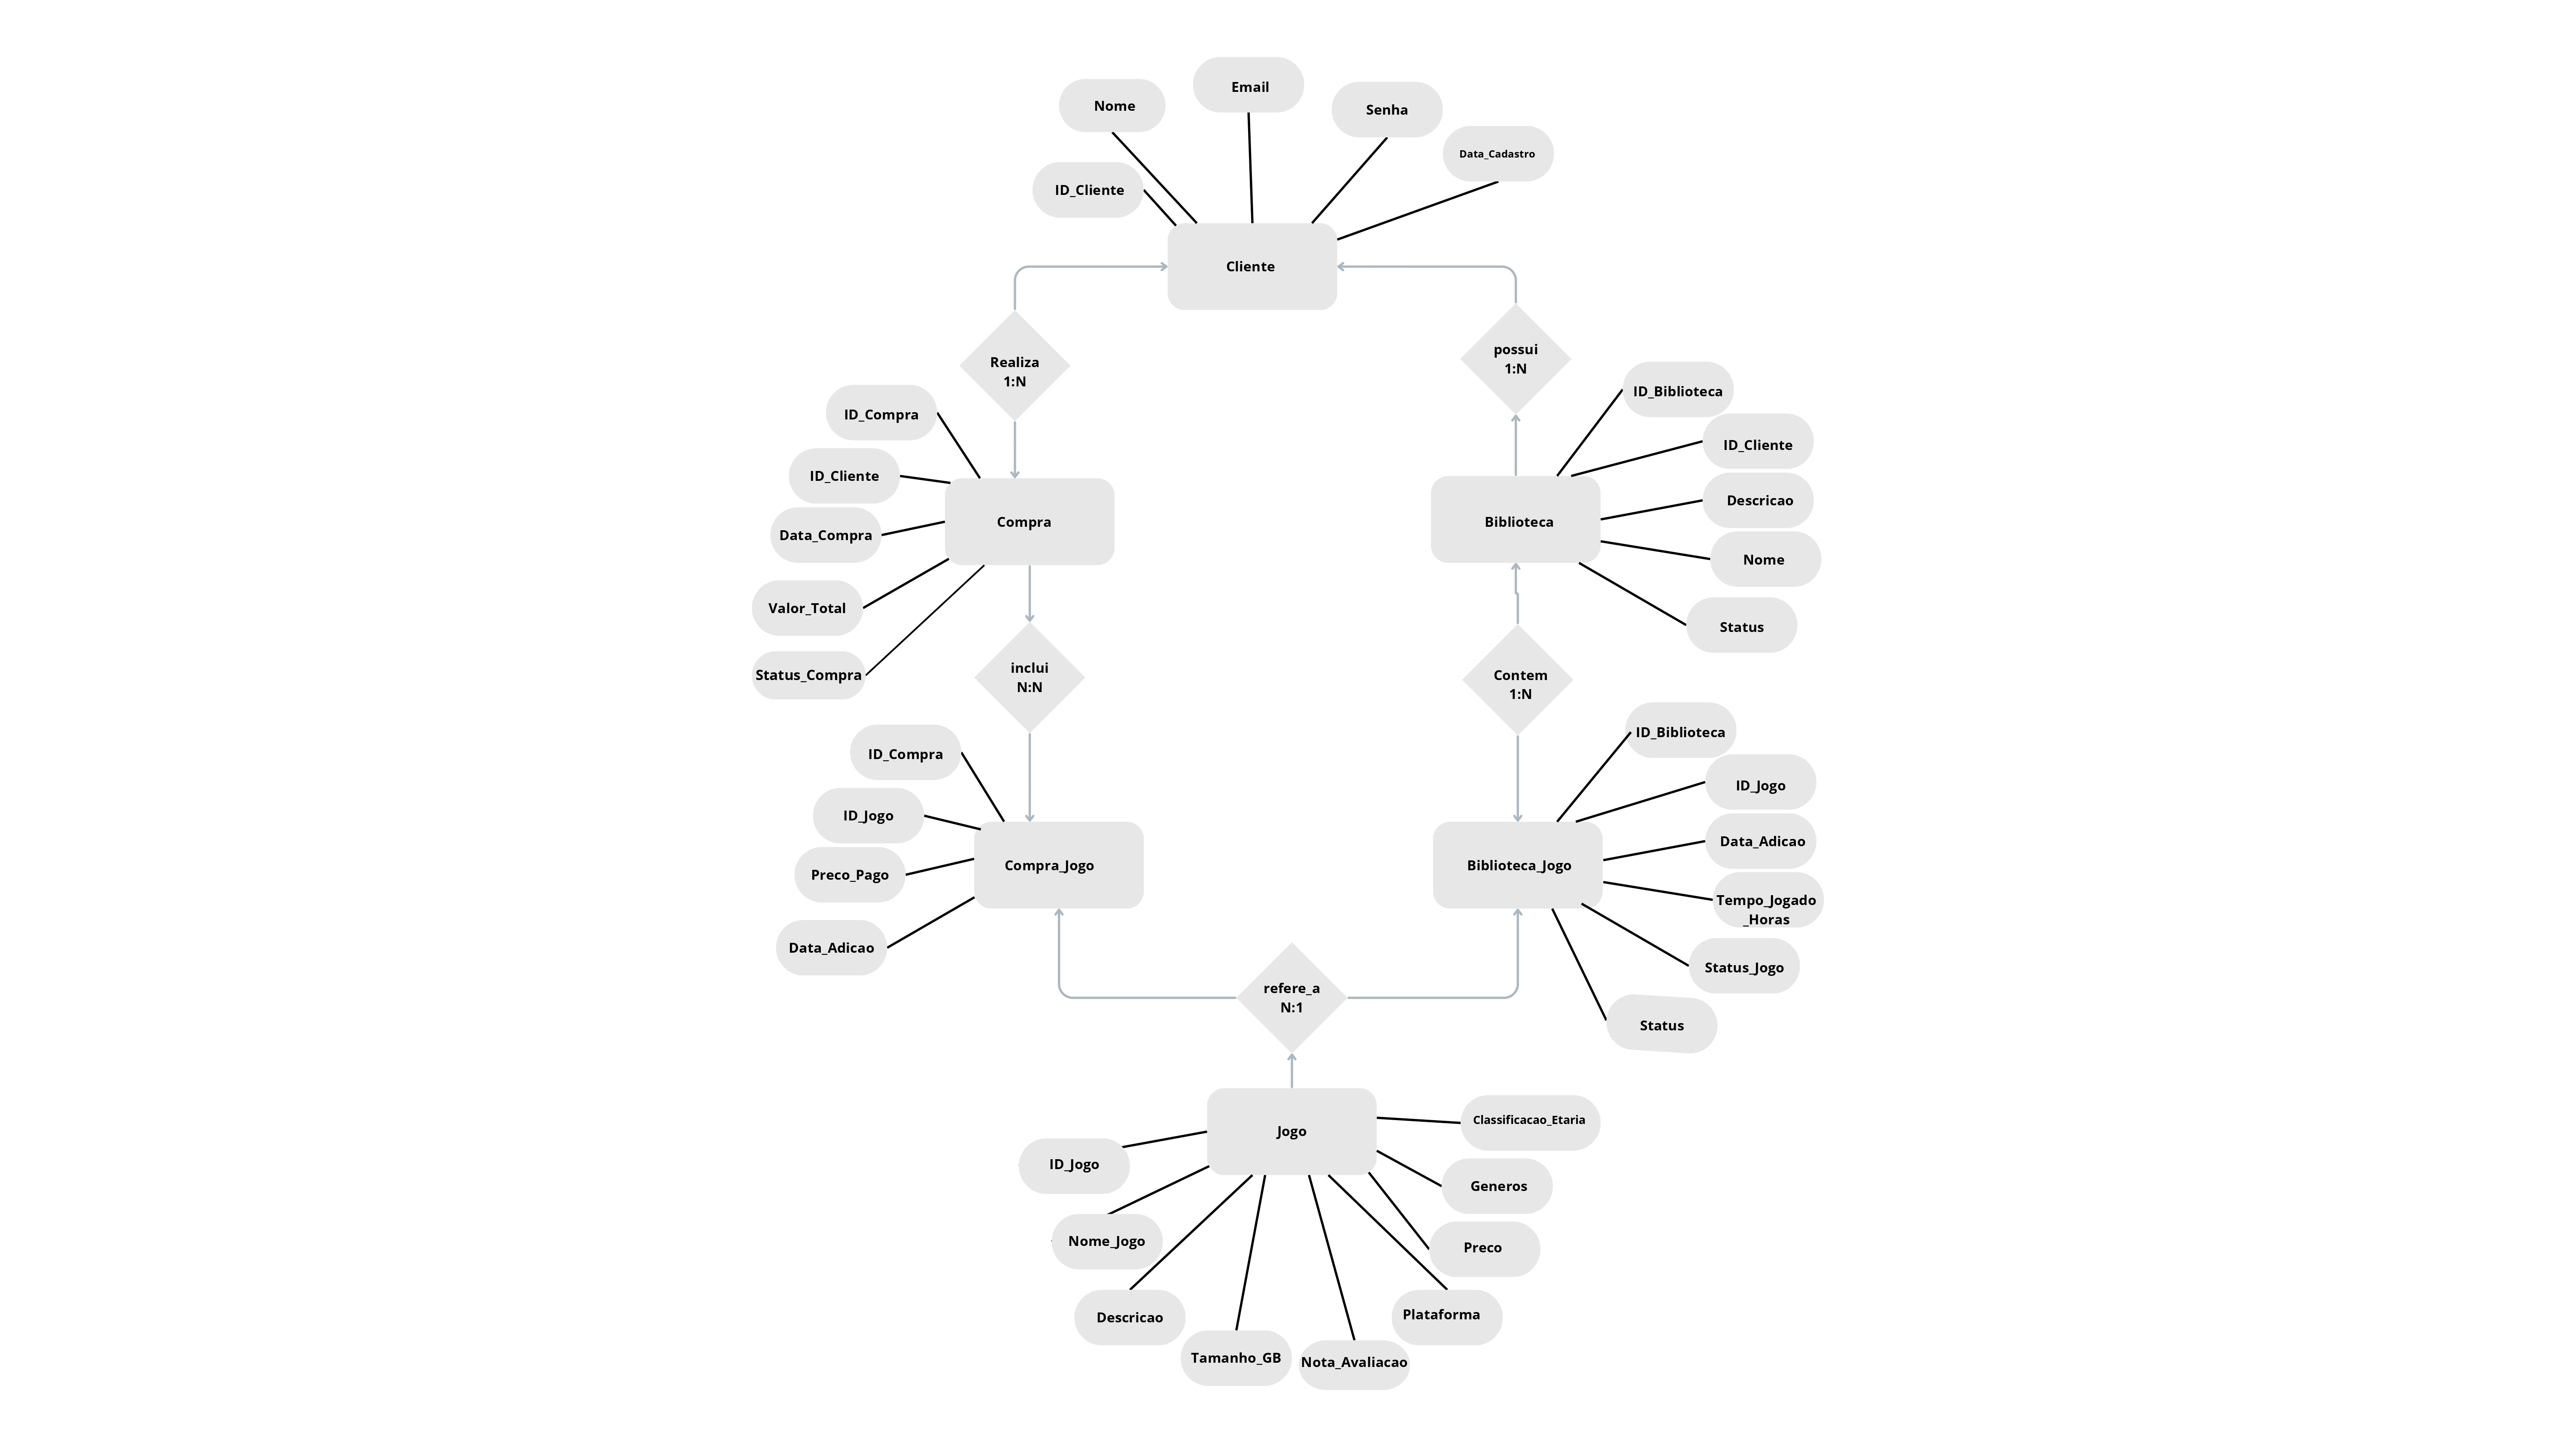 Email
Nome
Senha
Data_Cadastro
ID_Cliente
Cliente
Realiza
1:N
possui
1:N
ID_Compra
ID_Cliente
Data_Compra
Valor_Total
Status_Compra
Compra
Biblioteca
ID_Biblioteca
ID_Cliente
Descricao
Nome
Status
inclui
N:N
Contem
1:N
ID_Compra
ID_Jogo
Preco_Pago
Data_Adicao
Compra_Jogo
Biblioteca_Jogo
ID_Biblioteca
ID_Jogo
Data_Adicao
Tempo_Jogado
_Horas
Status_Jogo
Status
refere_a
N:1
Jogo
ID_Jogo
Nome_Jogo
Descricao
Tamanho_GB
Nota_Avaliacao
Plataforma
Preco
Generos
Classificacao_Etaria